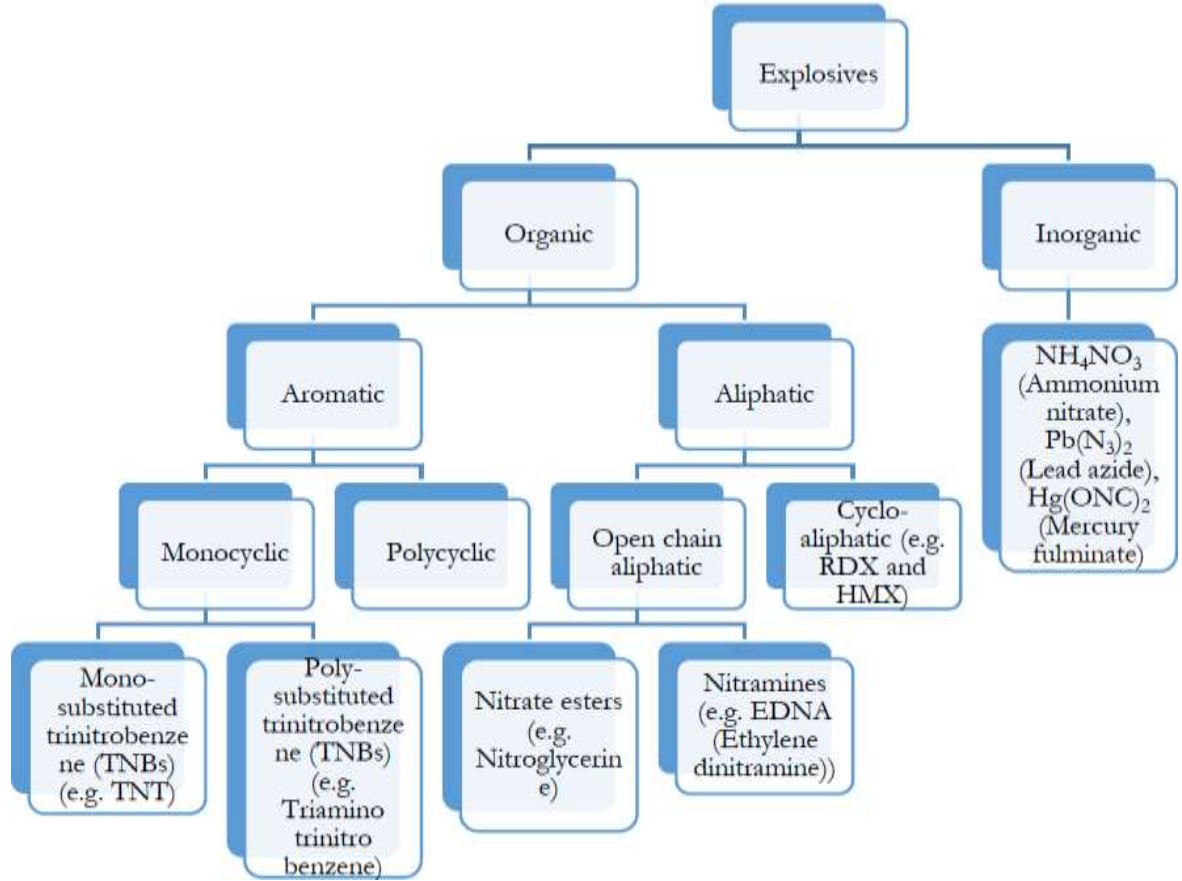 Explosives
Organic
Inorganic
Aromatic
Aliphatic
NH₄NO₃
(Ammonium
nitrate),
Pb(N₃)₂
(Lead azide),
Hg(ONC)₂
(Mercury
fulminate)
Monocyclic
Polycyclic
Open chain
aliphatic
Cyclo-
aliphatic (e.g.
RDX and
HMX)
Mono-
substituted
trinitrobenze
ne (TNBs)
(e.g. TNT)
Poly-
substituted
trinitrobenze
ne (TNBs)
(e.g.
Triamino
trinitro
benzene)
Nitrate esters
(e.g.
Nitroglycerin
e)
Nitramines
(e.g. EDNA
(Ethylene
dinitramine))